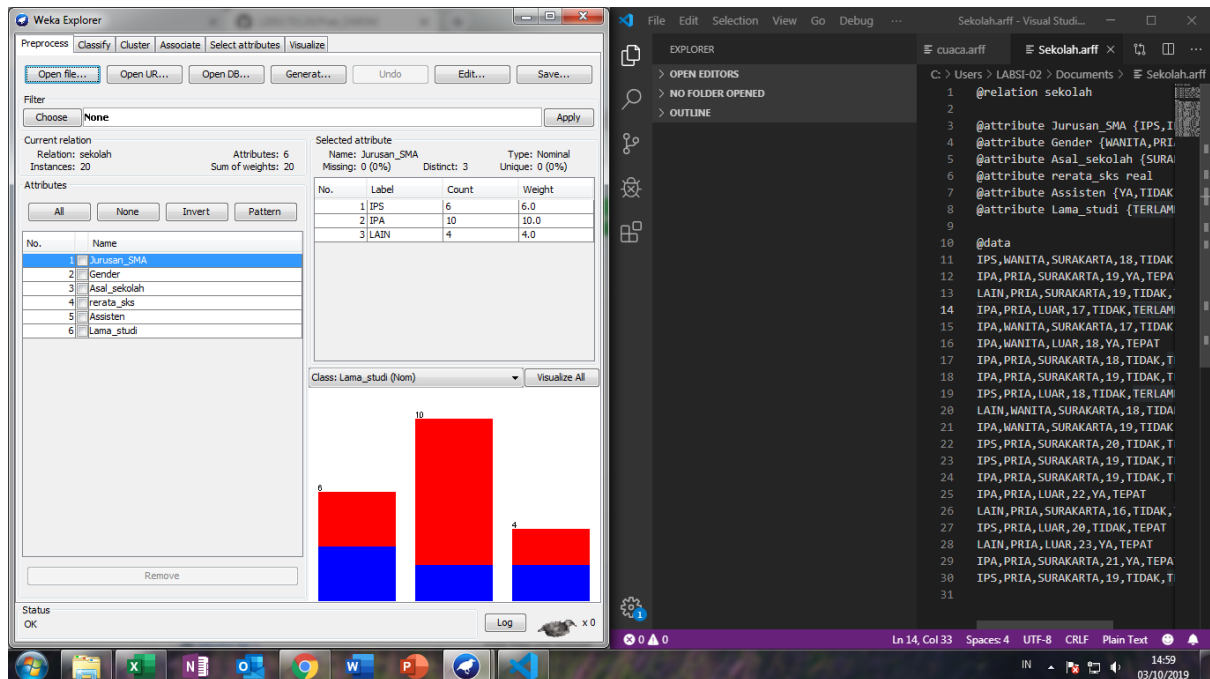 Weka Explorer
Preprocess Classify Cluster Associate Select attributes Visualize
Open file... Open UR... Open DB... Generat... Undo Edit... Save...
Filter
Choose None Apply
Current relation
Relation: sekolah Attributes: 6
Instances: 20 Sum of weights: 20
Attributes
All None Invert Pattern
No. Name
1 Jurusan_SMA
2 Gender
3 Asal_sekolah
4 rerata_sks
5 Assisten
6 Lama_studi
Remove
Status
OK
Selected attribute
Name: Jurusan_SMA Type: Nominal
Missing: 0 (0%) Distinct: 3 Unique: 0 (0%)
No. Label Count Weight
1 IPS 6 6.0
2 IPA 10 10.0
3 LAIN 4 4.0
Class: Lama_studi (Nom) Visualize All
6
10
4
Log x 0
File Edit Selection View Go Debug ... Sekolah.arff - Visual Studi...
EXPLORER
OPEN EDITORS
NO FOLDER OPENED
OUTLINE
1
cuaca.arff Sekolah.arff
C: > Users > LABSI-02 > Documents > Sekolah.arff
1 @relation sekolah
2
3 @attribute Jurusan_SMA {IPS,I
4 @attribute Gender {WANITA,PRI
5 @attribute Asal_sekolah {SURA
6 @attribute rerata_sks real
7 @attribute Assisten {YA,TIDAK
8 @attribute Lama_studi {TERLAM
9
10 @data
11 IPS,WANITA,SURAKARTA,18,TIDAK
12 IPA,PRIA,SURAKARTA,19,YA,TEPA
13 LAIN,PRIA,SURAKARTA,19,TIDAK,
14 IPA,PRIA,LUAR,17,TIDAK,TERLAM
15 IPA,WANITA,SURAKARTA,17,TIDAK
16 IPA,WANITA,LUAR,18,YA,TEPAT
17 IPA,PRIA,SURAKARTA,18,TIDAK,T
18 IPA,PRIA,SURAKARTA,19,TIDAK,T
19 IPS,PRIA,LUAR,18,TIDAK,TERLAM
20 LAIN,WANITA,SURAKARTA,18,TIDA
21 IPA,WANITA,SURAKARTA,19,TIDAK
22 IPS,PRIA,SURAKARTA,20,TIDAK,T
23 IPS,PRIA,SURAKARTA,19,TIDAK,T
24 IPA,PRIA,SURAKARTA,19,TIDAK,T
25 IPA,PRIA,LUAR,22,YA,TEPAT
26 LAIN,PRIA,SURAKARTA,16,TIDAK,
27 IPS,PRIA,LUAR,20,TIDAK,TEPAT
28 LAIN,PRIA,LUAR,23,YA,TEPAT
29 IPA,PRIA,SURAKARTA,21,YA,TEPA
30 IPS,PRIA,SURAKARTA,19,TIDAK,T
31
0 0 Ln 14, Col 33 Spaces: 4 UTF-8 CRLF Plain Text
IN 14:59
03/10/2019